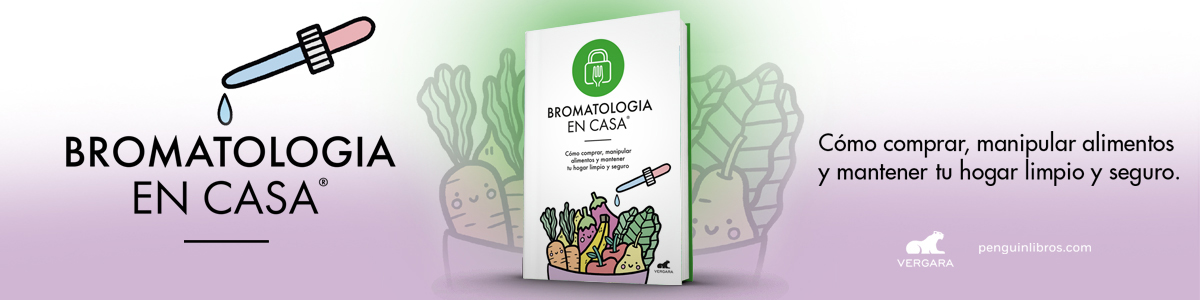 BROMATOLOGIA
EN CASA®
BROMATOLOGIA
EN CASA®
Cómo comprar, manipular
alimentos y mantener
tu hogar limpio y seguro
VERGARA
Cómo comprar, manipular alimentos
y mantener tu hogar limpio y seguro.
VERGARA
penguinlibros.com